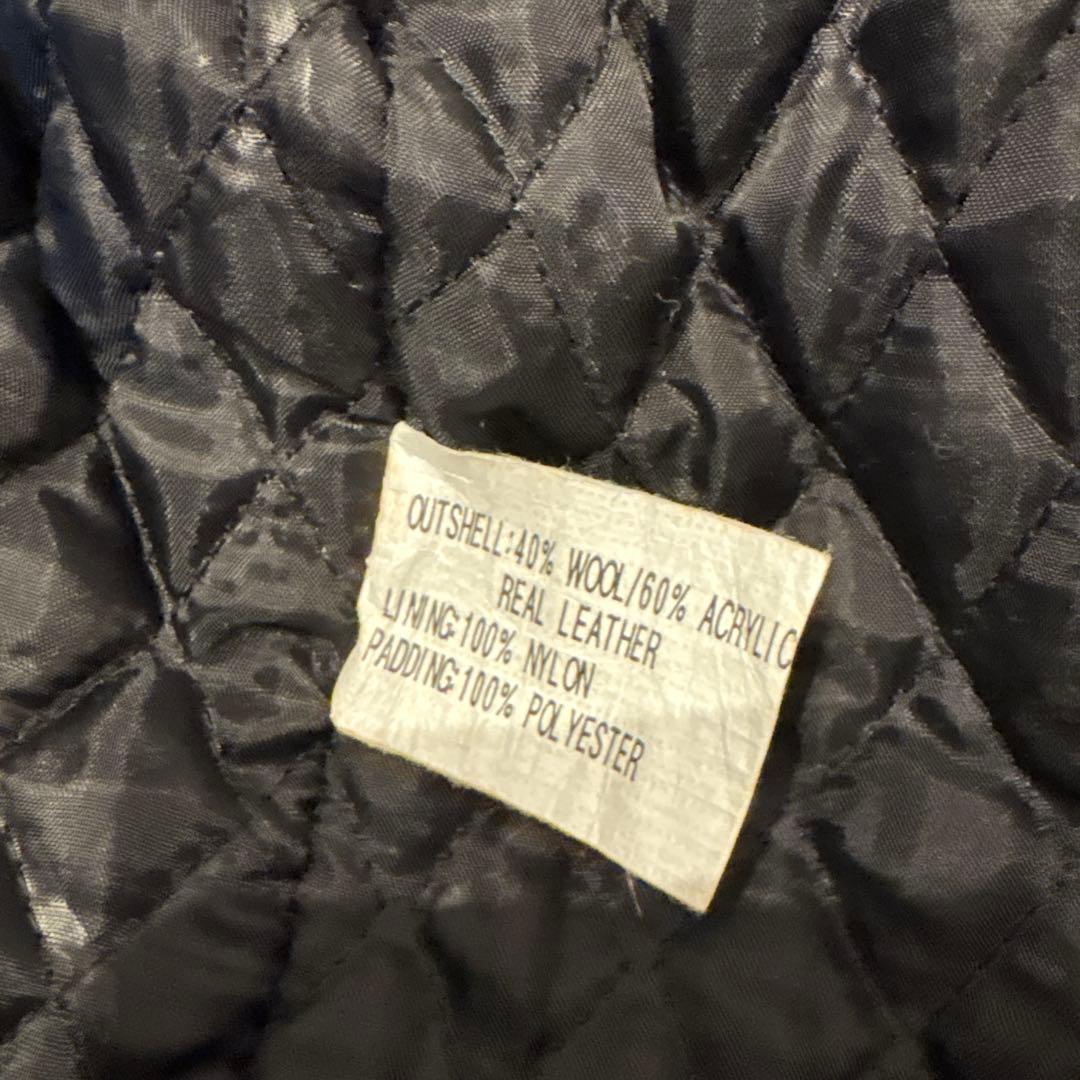 OUTSHELL:40% WOOL/60% ACRYLIC
REAL LEATHER
LINING:100% NYLON
PADDING:100% POLYESTER